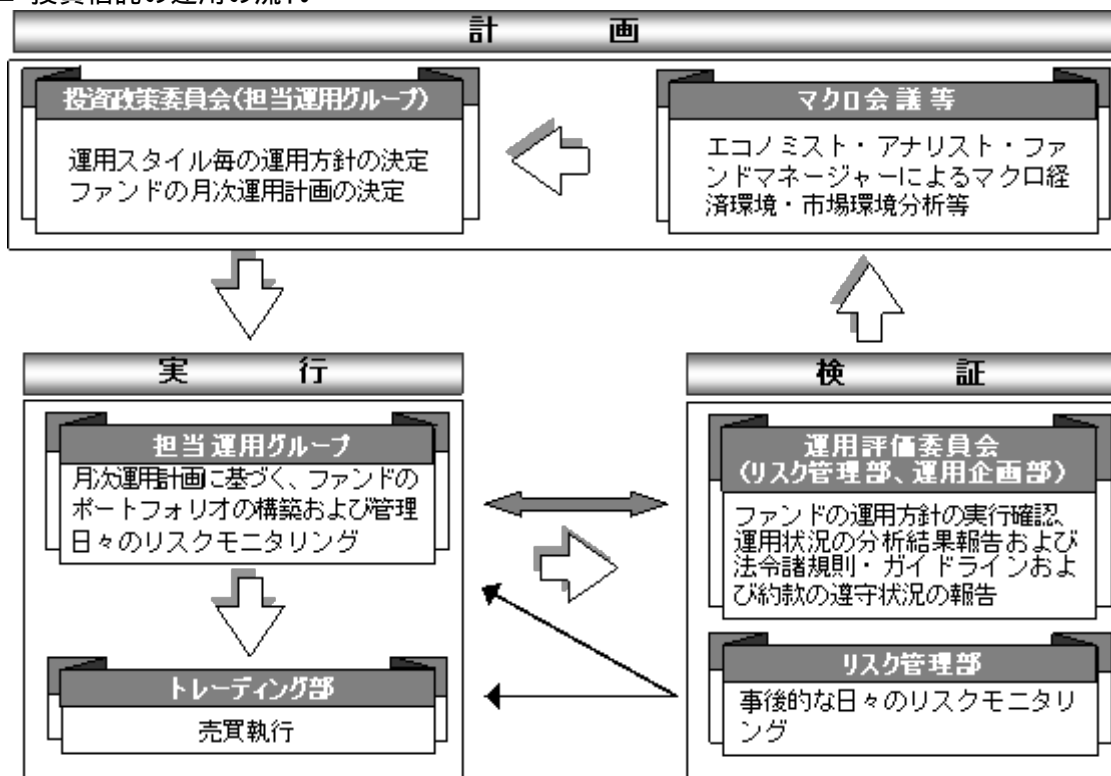 投資信託の運用の流れ
計画
投資政策委員会(担当運用グループ)
運用スタイル毎の運用方針の決定
ファンドの月次運用計画の決定
マクロ会議等
エコノミスト・アナリスト・ファ
ンドマネージャーによるマクロ経
済環境・市場環境分析等
実行
担当運用グループ
月次運用計画に基づく、ファンドの
ポートフォリオの構築および管理
日々のリスクモニタリング
トレーディング部
売買執行
検証
運用評価委員会
(リスク管理部、運用企画部)
ファンドの運用方針の実行確認、
運用状況の分析結果報告および
法令諸規則・ガイドラインおよ
び約款の遵守状況の報告
リスク管理部
事後的な日々のリスクモニタリ
ング